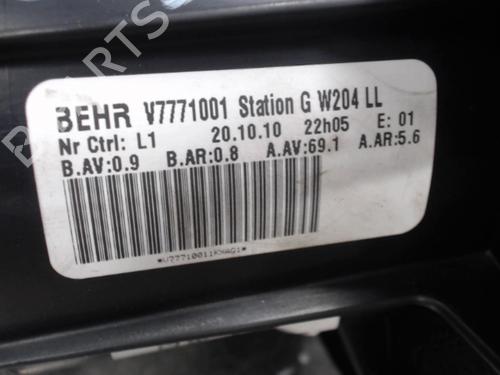 BEHR V7771001 Station G W204 LL
Nr Ctrl: L1 20.10.10 22h05 E: 01
B.AV:0.9 B.AR:0.8 A.AV:69.1 A.AR:5.6
PARTS